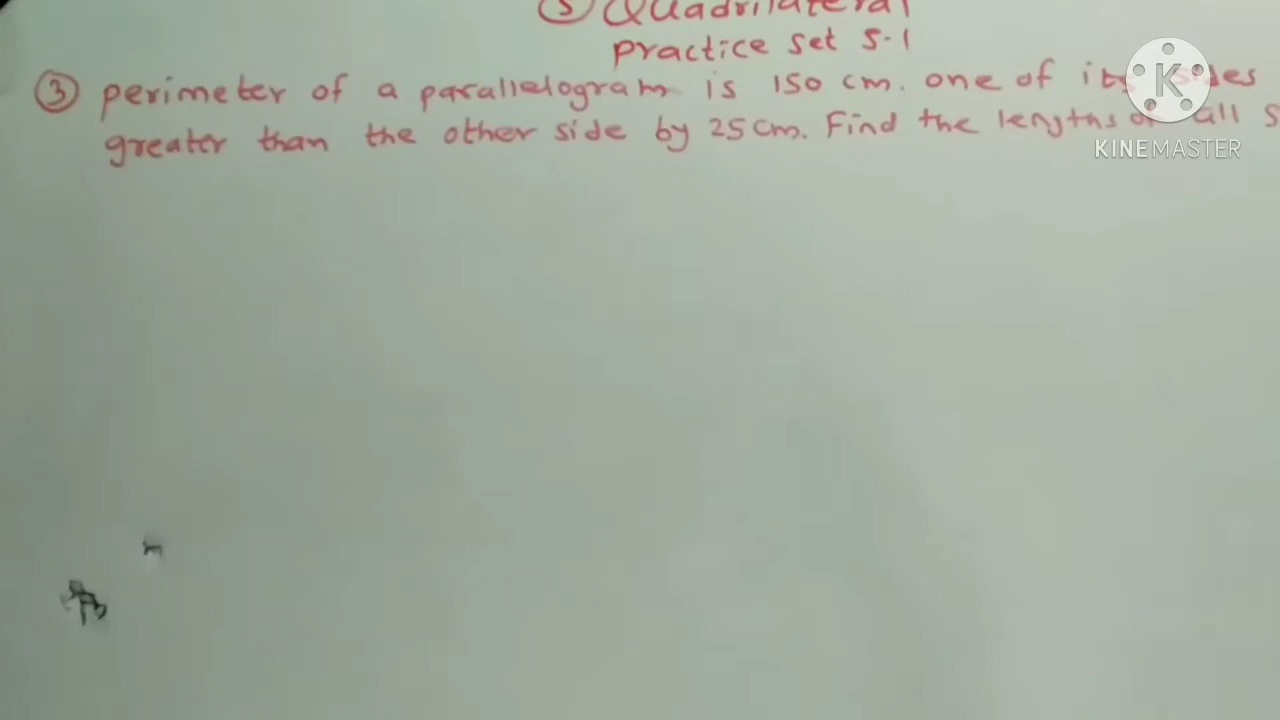 5 Quadrilateral
practice set 5.1
3 perimeter of a parallelogram is 150 cm. one of its sides
greater than the other side by 25 cm. Find the lengths of all
K
KINEMASTER